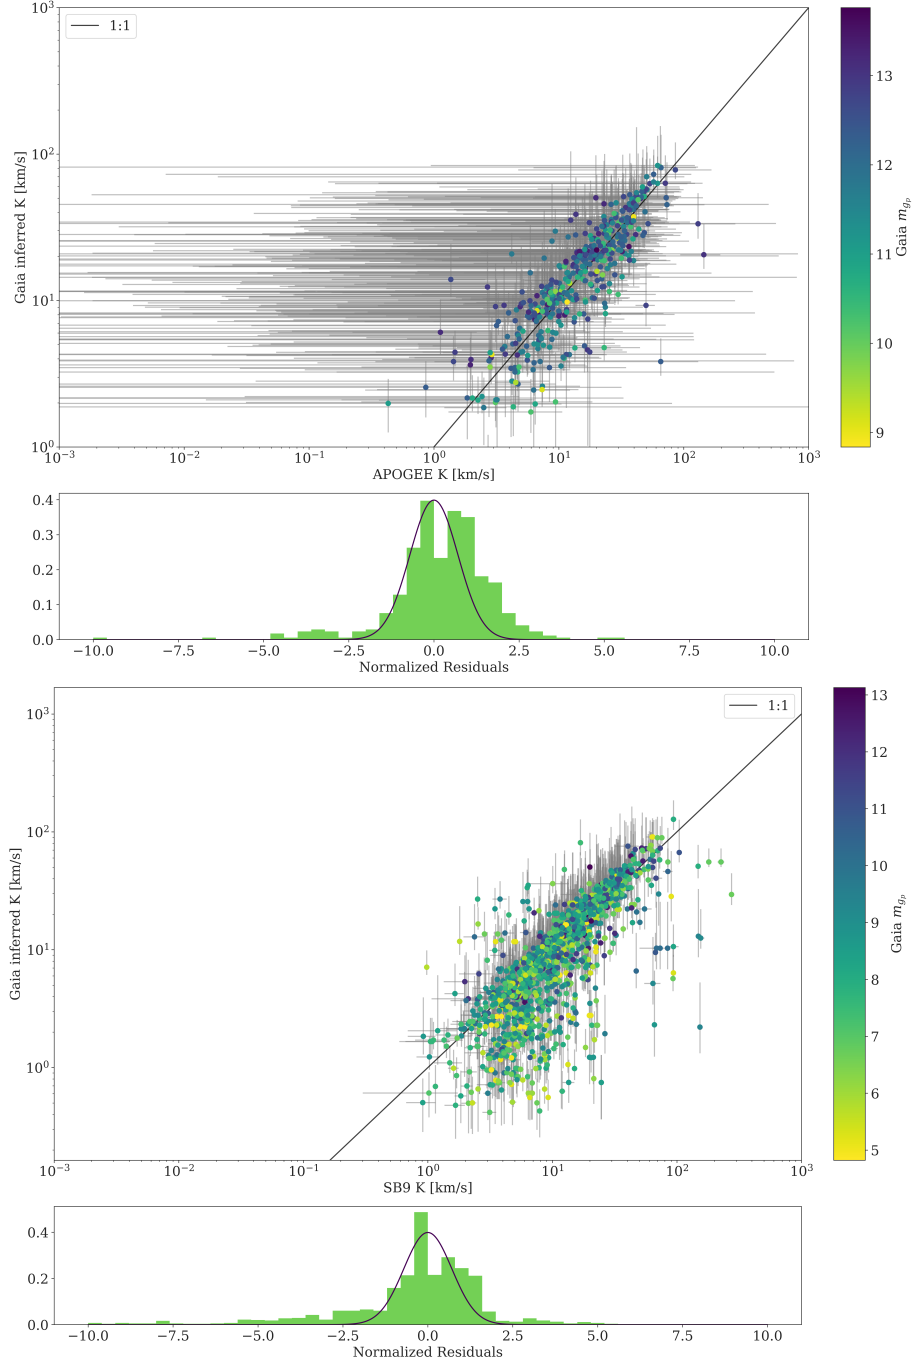 10³
10²
10¹
10⁰
Gaia inferred K [km/s]
1:1
10⁻³ 10⁻² 10⁻¹ 10⁰ 10¹ 10² 10³
APOGEE K [km/s]
13
12
11
10
9
Gaia m_{g_p}
0.4
0.3
0.2
0.1
0.0
−10.0 −7.5 −5.0 −2.5 0.0 2.5 5.0 7.5 10.0
Normalized Residuals
10³
10²
10¹
10⁰
Gaia inferred K [km/s]
1:1
10⁻³ 10⁻² 10⁻¹ 10⁰ 10¹ 10² 10³
SB9 K [km/s]
13
12
11
10
9
8
7
6
5
Gaia m_{g_p}
0.4
0.2
0.0
−10.0 −7.5 −5.0 −2.5 0.0 2.5 5.0 7.5 10.0
Normalized Residuals